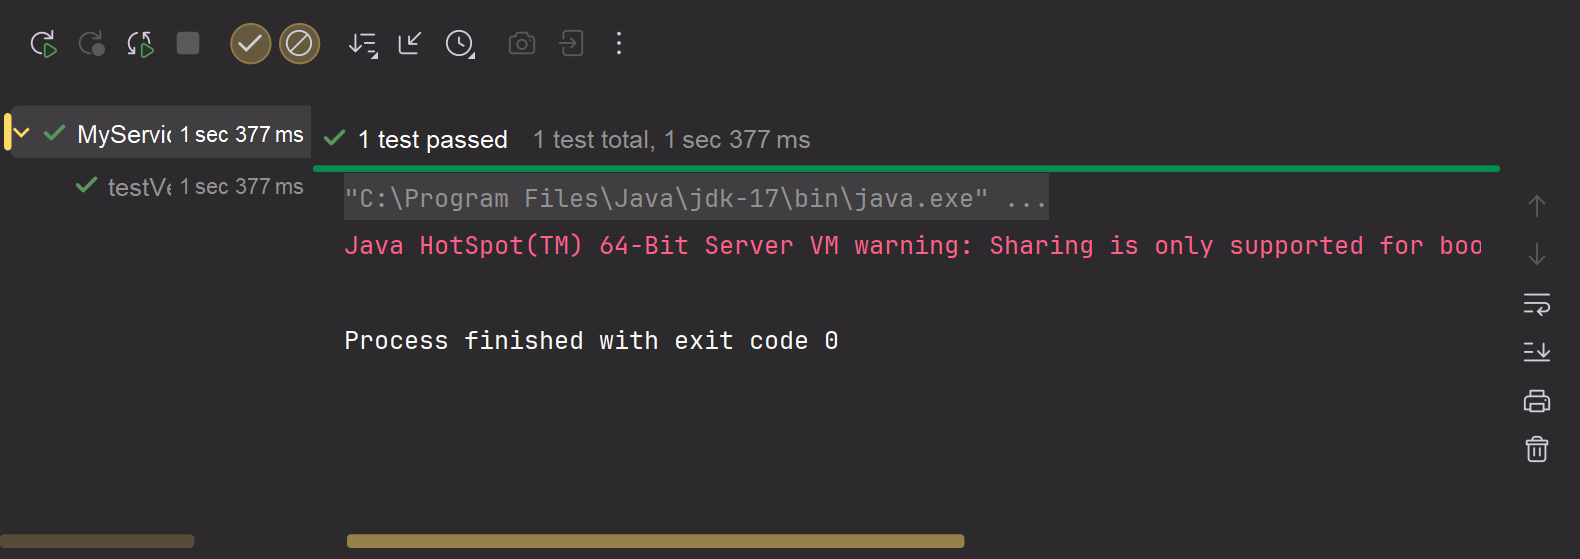 MyServic 1 sec 377 ms
✓ 1 test passed 1 test total, 1 sec 377 ms
testVe 1 sec 377 ms
"C:\Program Files\Java\jdk-17\bin\java.exe" ...
Java HotSpot(TM) 64-Bit Server VM warning: Sharing is only supported for boo
Process finished with exit code 0